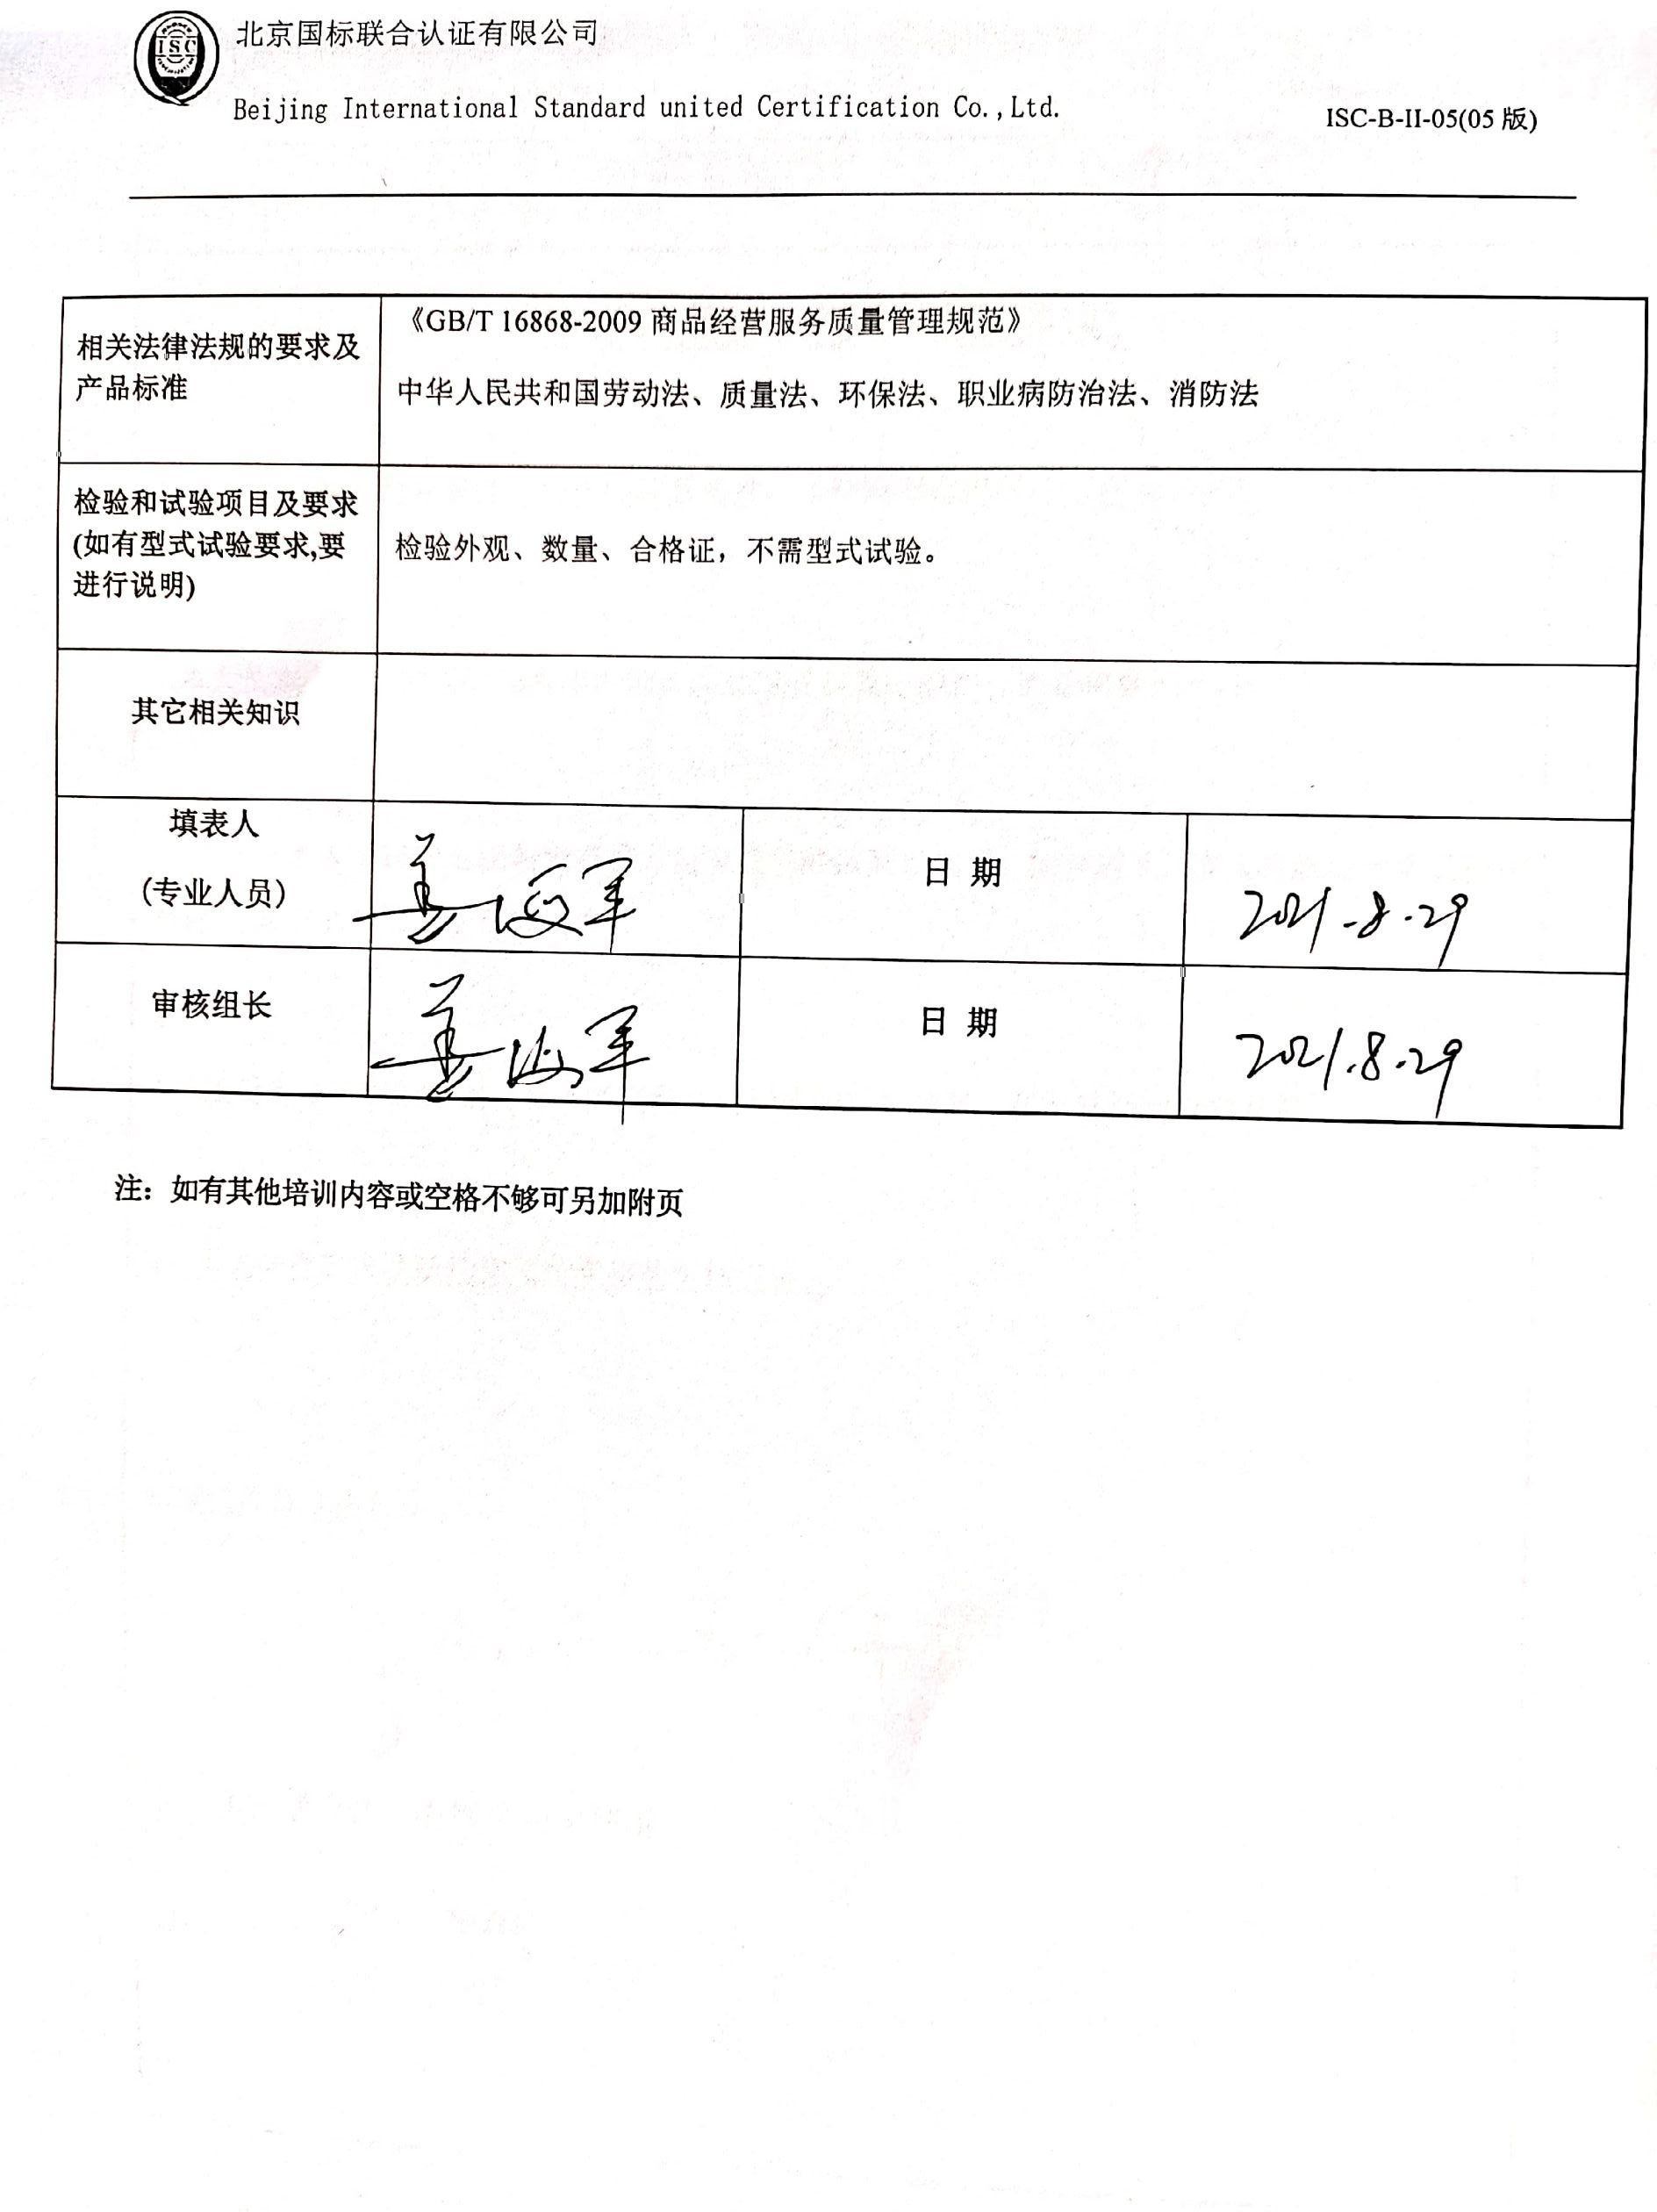 ISC
北京国标联合认证有限公司
Beijing International Standard united Certification Co.,Ltd.
ISC-B-II-05(05 版)
相关法律法规的要求及
产品标准
《GB/T 16868-2009 商品经营服务质量管理规范》
中华人民共和国劳动法、质量法、环保法、职业病防治法、消防法
检验和试验项目及要求
(如有型式试验要求,要
进行说明)
检验外观、数量、合格证，不需型式试验。
其它相关知识
填表人
(专业人员)
姜海军
日 期
2021.8.29
审核组长
姜海军
日 期
2021.8.29
注：如有其他培训内容或空格不够可另加附页